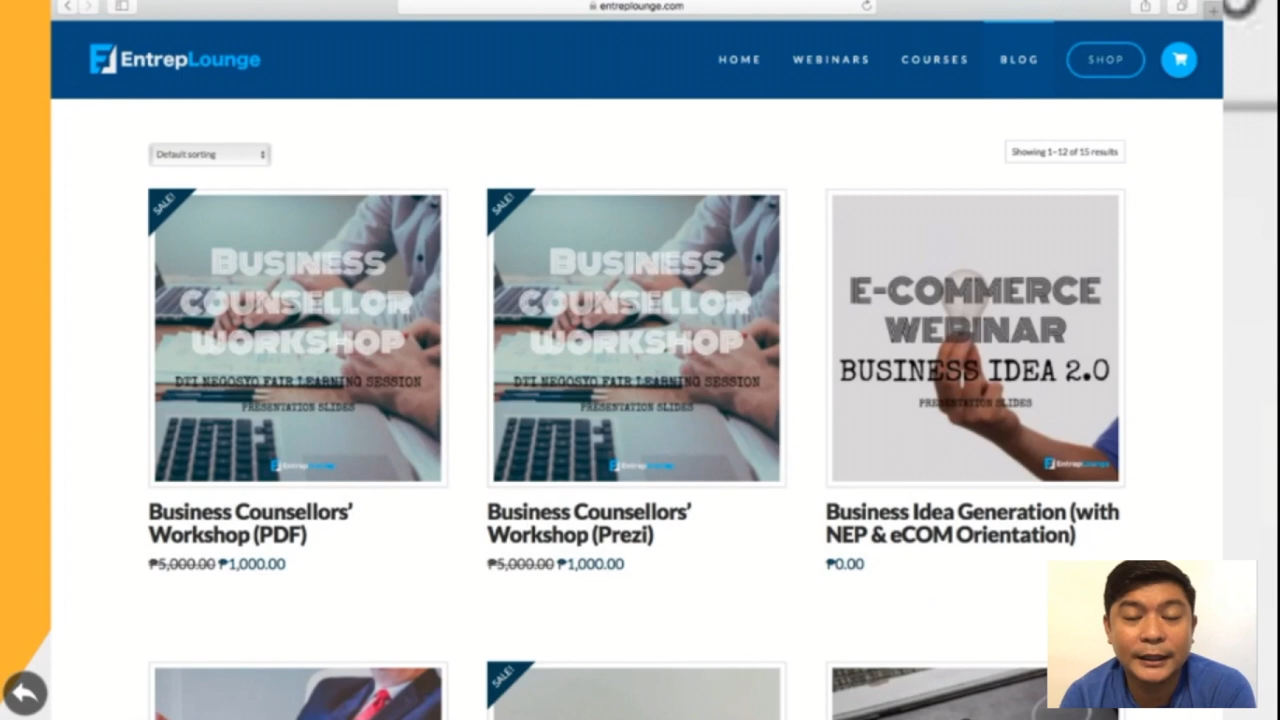 entreplounge.com
EntrepLounge
HOME WEBINARS COURSES BLOG SHOP
Default sorting
Showing 1–12 of 15 results
SALE!
BUSINESS
COUNSELLOR
WORKSHOP
DTI NEGOSYO FAIR LEARNING SESSION
PRESENTATION SLIDES
EntrepLounge
SALE!
BUSINESS
COUNSELLOR
WORKSHOP
DTI NEGOSYO FAIR LEARNING SESSION
PRESENTATION SLIDES
EntrepLounge
E-COMMERCE
WEBINAR
BUSINESS IDEA 2.0
PRESENTATION SLIDES
EntrepLounge
Business Counsellors’
Workshop (PDF)
₱5,000.00 ₱1,000.00
Business Counsellors’
Workshop (Prezi)
₱5,000.00 ₱1,000.00
Business Idea Generation (with
NEP & eCOM Orientation)
₱0.00
SALE!